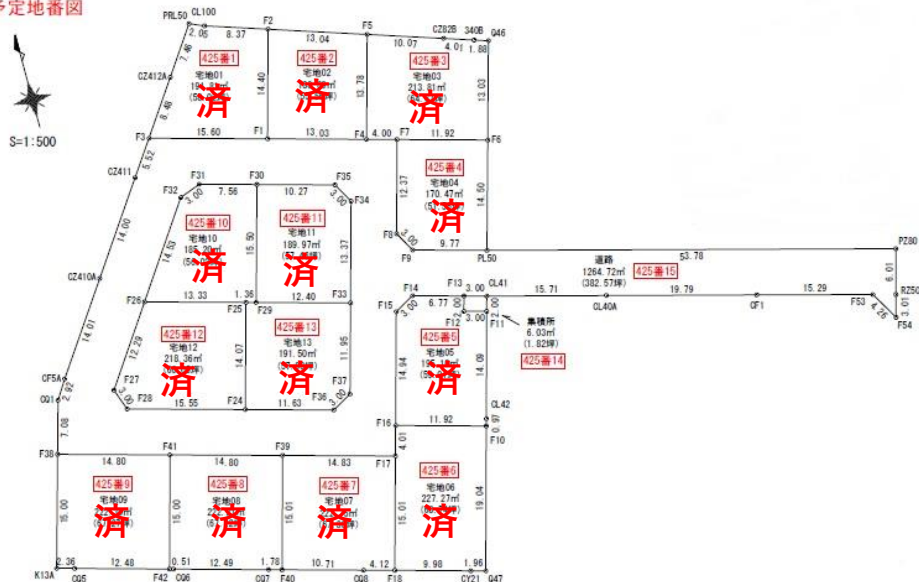 予定地番図
S=1:500
PRL50 CL100 F2 F5 CZ82B 340B Q46
2.05 8.37 13.04 10.07 4.01 1.88
7.46
CZ412A
8.48
14.40
13.78
13.03
425番1
宅地01
済
425番2
宅地02
済
425番3
宅地03
213.81㎡
済
F3 15.60 F1 13.03 F4 4.00 F7 11.92 F6
5.52
CZ411
14.00
CZ410A
14.01
CF5A
2.92
CQ1
7.08
425番4
宅地04
170.47㎡
済
12.37
14.50
F8
3.00
F9 9.77 PL50
53.78
PZ80
F31 7.56 F30 10.27 F35
F32 3.00
3.00 F34
14.53
15.50
13.37
425番10
宅地10
済
425番11
宅地11
189.97㎡
済
F26 13.33 1.36 F25 F29 12.40 F33
12.29
14.07
11.95
425番12
宅地12
218.36㎡
済
425番13
宅地13
191.50㎡
済
F27
3.00
F28 15.55 F24 11.63 F36
3.00
F37
道路
1264.72㎡
(382.57坪)
425番15
6.01
RZ50
3.01
F54
4.26
F53
15.29
CF1
19.79
CL40A
15.71
CL41
F13 3.00
F14 6.77
F15 3.00
2.00
F12
2.00
F11
集積所
6.03㎡
(1.82坪)
425番14
425番5
宅地05
済
14.94
14.09
CL42
0.97
F16 11.92 F10
4.01
F17
425番6
宅地06
227.27㎡
済
15.01
19.04
F38 14.80 F41 14.80 F39 14.83
425番9
宅地09
済
425番8
宅地08
済
425番7
宅地07
済
15.00
15.00
15.01
2.36 12.48 0.51 12.49 1.78 10.71 4.12 9.98 1.96
K13A CQ5 F42 CQ6 CQ7 F40 CQ8 F18 CY21 Q47